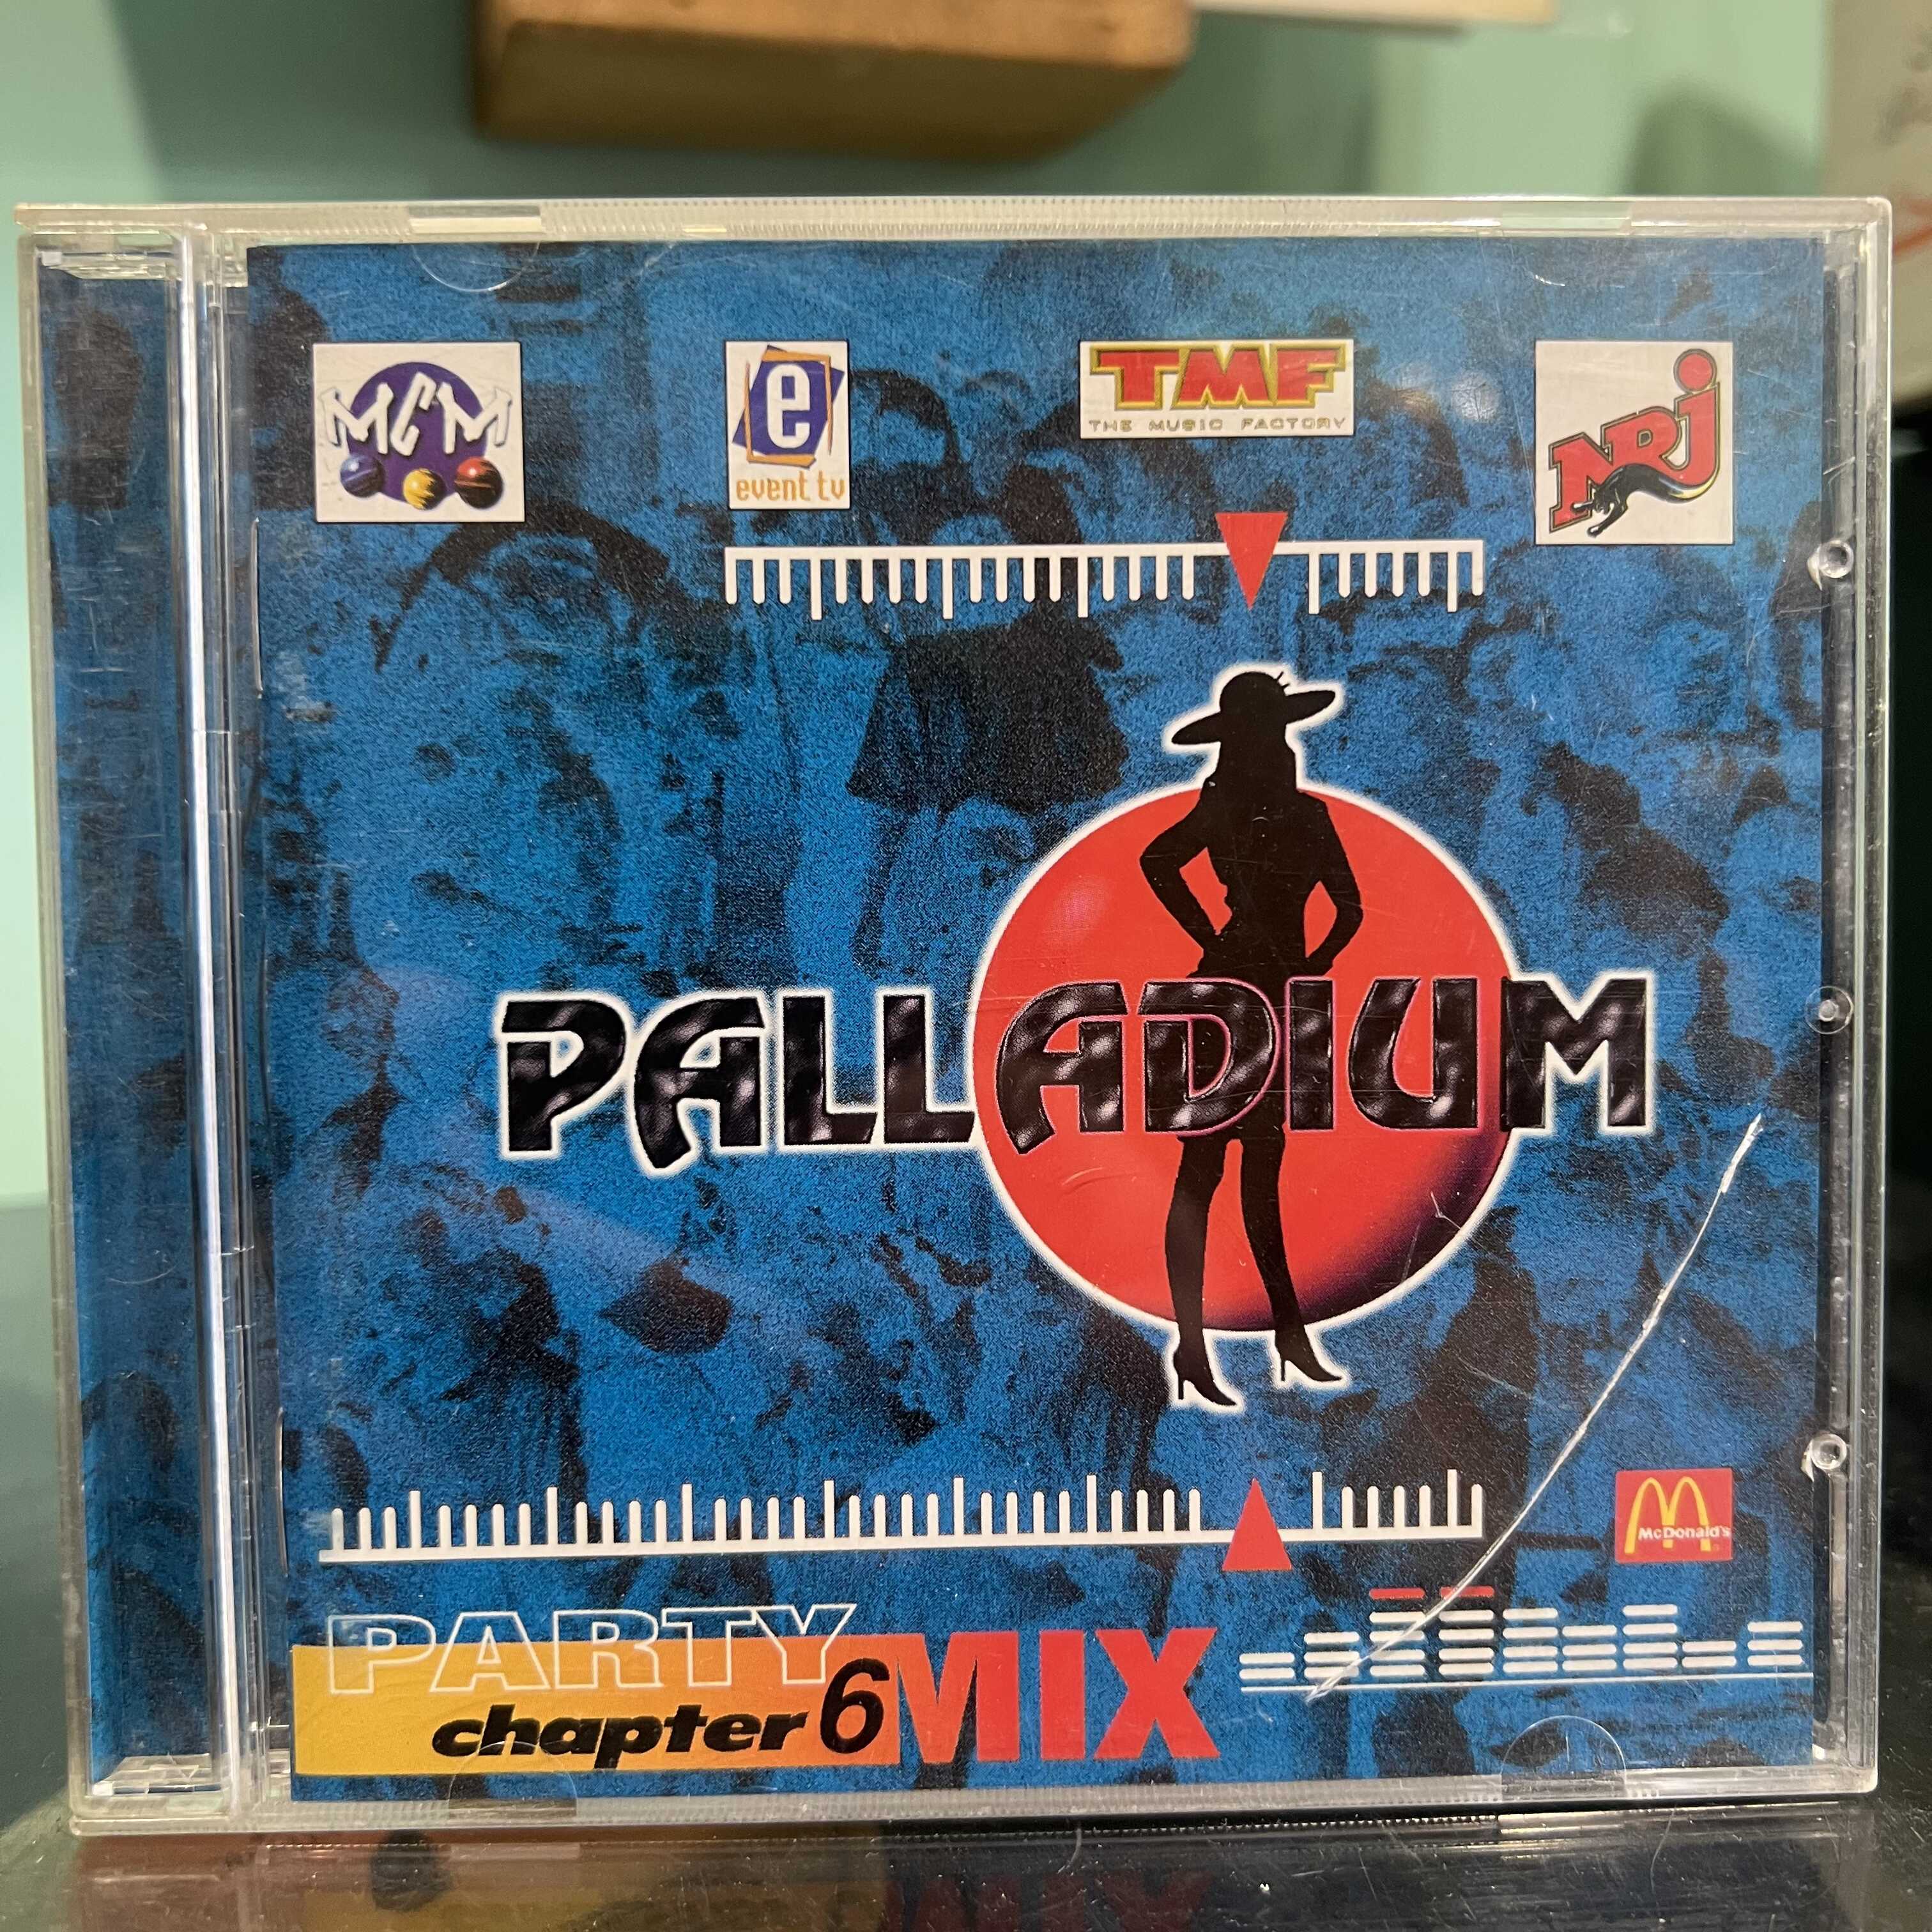 MCM
e
event tv
TMF
THE MUSIC FACTORY
NRJ
PALLADIUM
McDonald's
PARTY
chapter 6 MIX